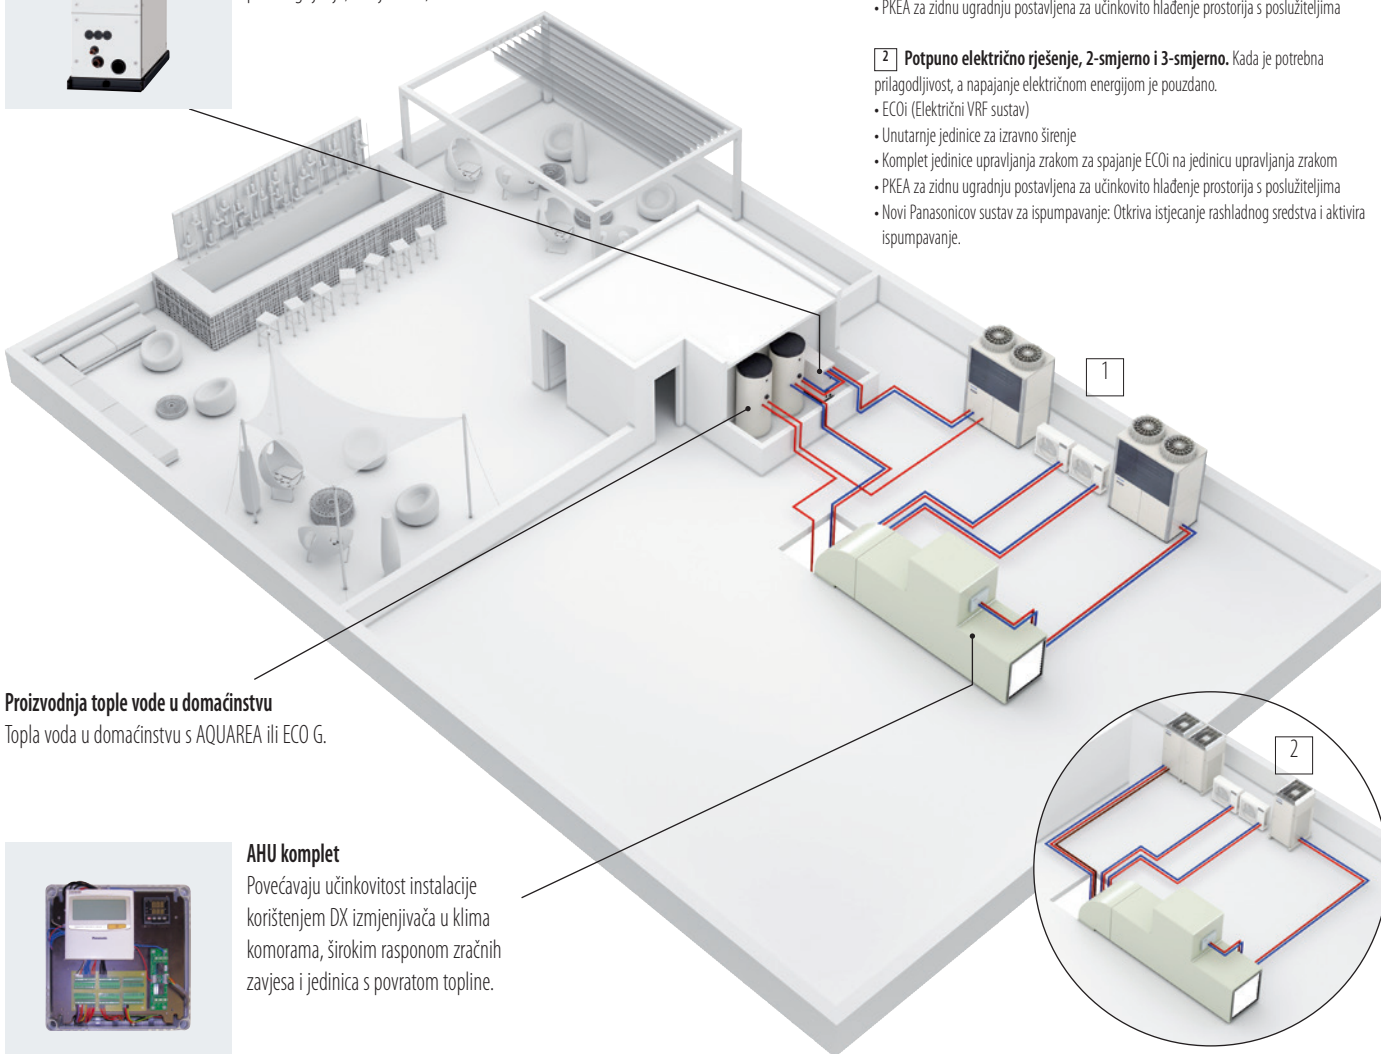 • PKEA za zidnu ugradnju postavljena za učinkovito hlađenje prostorija s poslužiteljima
2 Potpuno električno rješenje, 2-smjerno i 3-smjerno. Kada je potrebna
prilagodljivost, a napajanje električnom energijom je pouzdano.
• ECOi (Električni VRF sustav)
• Unutarnje jedinice za izravno širenje
• Komplet jedinice upravljanja zrakom za spajanje ECOi na jedinicu upravljanja zrakom
• PKEA za zidnu ugradnju postavljena za učinkovito hlađenje prostorija s poslužiteljima
• Novi Panasonicov sustav za ispumpavanje: Otkriva istjecanje rashladnog sredstva i aktivira
ispumpavanje.
1
Proizvodnja tople vode u domaćinstvu
Topla voda u domaćinstvu s AQUAREA ili ECO G.
2
AHU komplet
Povećavaju učinkovitost instalacije
korištenjem DX izmjenjivača u klima
komorama, širokim rasponom zračnih
zavjesa i jedinica s povratom topline.
Panasonic